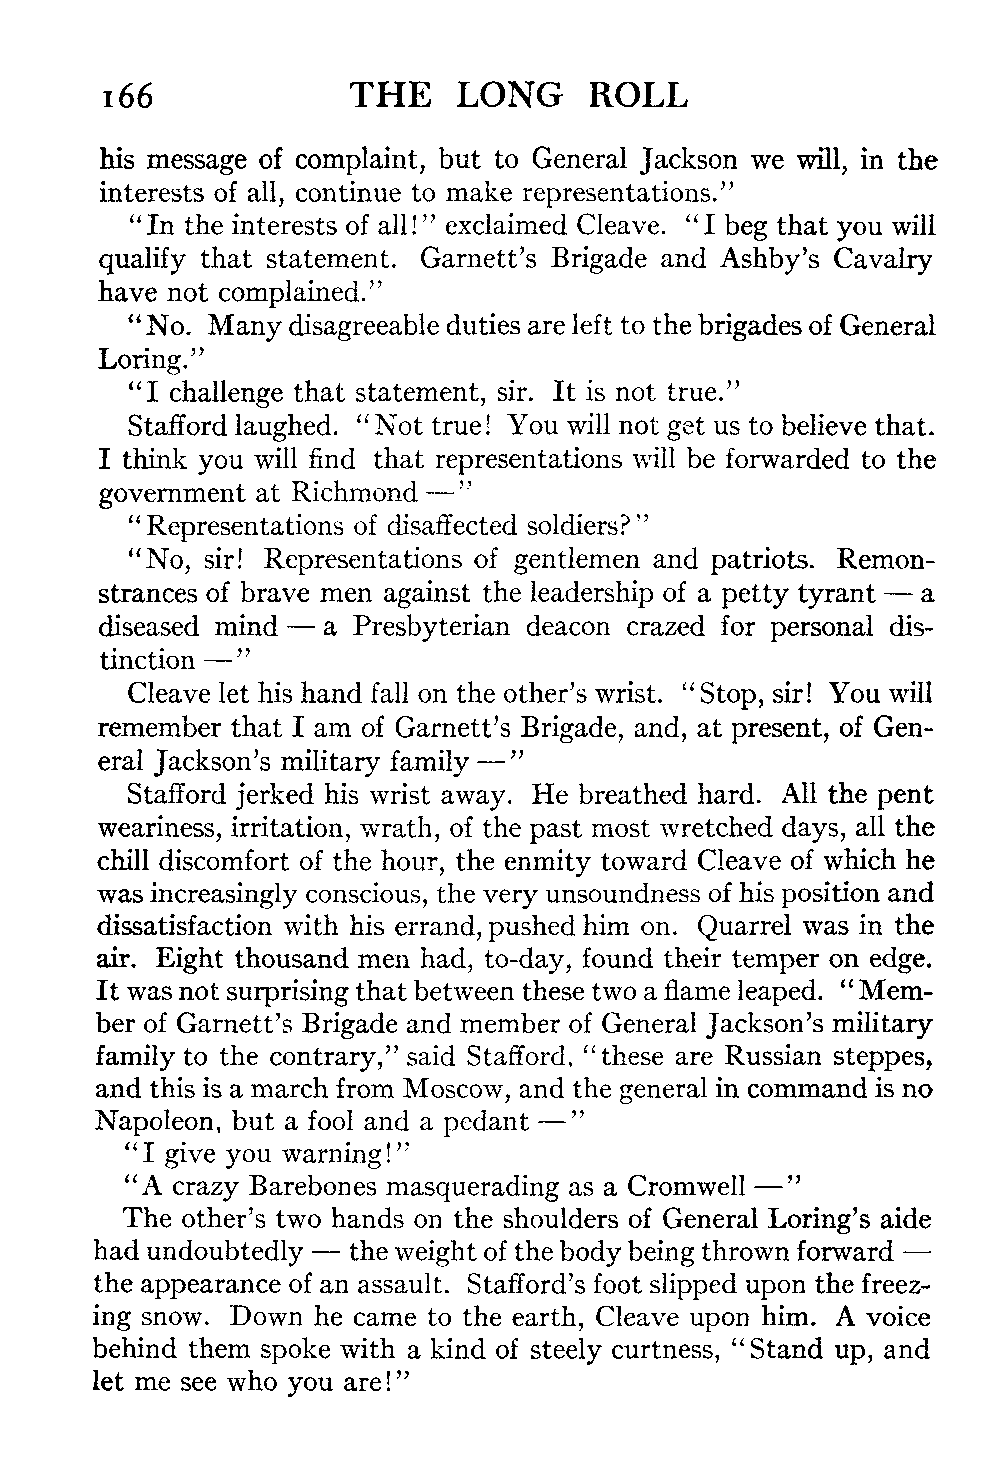 166 THE LONG ROLL
his message of complaint, but to General Jackson we will, in the
interests of all, continue to make representations."
"In the interests of all!" exclaimed Cleave. "I beg that you will
qualify that statement. Garnett's Brigade and Ashby's Cavalry
have not complained."
"No. Many disagreeable duties are left to the brigades of General
Loring."
"I challenge that statement, sir. It is not true."
Stafford laughed. "Not true! You will not get us to believe that.
I think you will find that representations will be forwarded to the
government at Richmond —"
"Representations of disaffected soldiers?"
"No, sir! Representations of gentlemen and patriots. Remon-
strances of brave men against the leadership of a petty tyrant — a
diseased mind — a Presbyterian deacon crazed for personal dis-
tinction —"
Cleave let his hand fall on the other's wrist. "Stop, sir! You will
remember that I am of Garnett's Brigade, and, at present, of Gen-
eral Jackson's military family —"
Stafford jerked his wrist away. He breathed hard. All the pent
weariness, irritation, wrath, of the past most wretched days, all the
chill discomfort of the hour, the enmity toward Cleave of which he
was increasingly conscious, the very unsoundness of his position and
dissatisfaction with his errand, pushed him on. Quarrel was in the
air. Eight thousand men had, to-day, found their temper on edge.
It was not surprising that between these two a flame leaped. "Mem-
ber of Garnett's Brigade and member of General Jackson's military
family to the contrary," said Stafford, "these are Russian steppes,
and this is a march from Moscow, and the general in command is no
Napoleon, but a fool and a pedant —"
"I give you warning!"
"A crazy Barebones masquerading as a Cromwell —"
The other's two hands on the shoulders of General Loring's aide
had undoubtedly — the weight of the body being thrown forward —
the appearance of an assault. Stafford's foot slipped upon the freez-
ing snow. Down he came to the earth, Cleave upon him. A voice
behind them spoke with a kind of steely curtness, "Stand up, and
let me see who you are!"